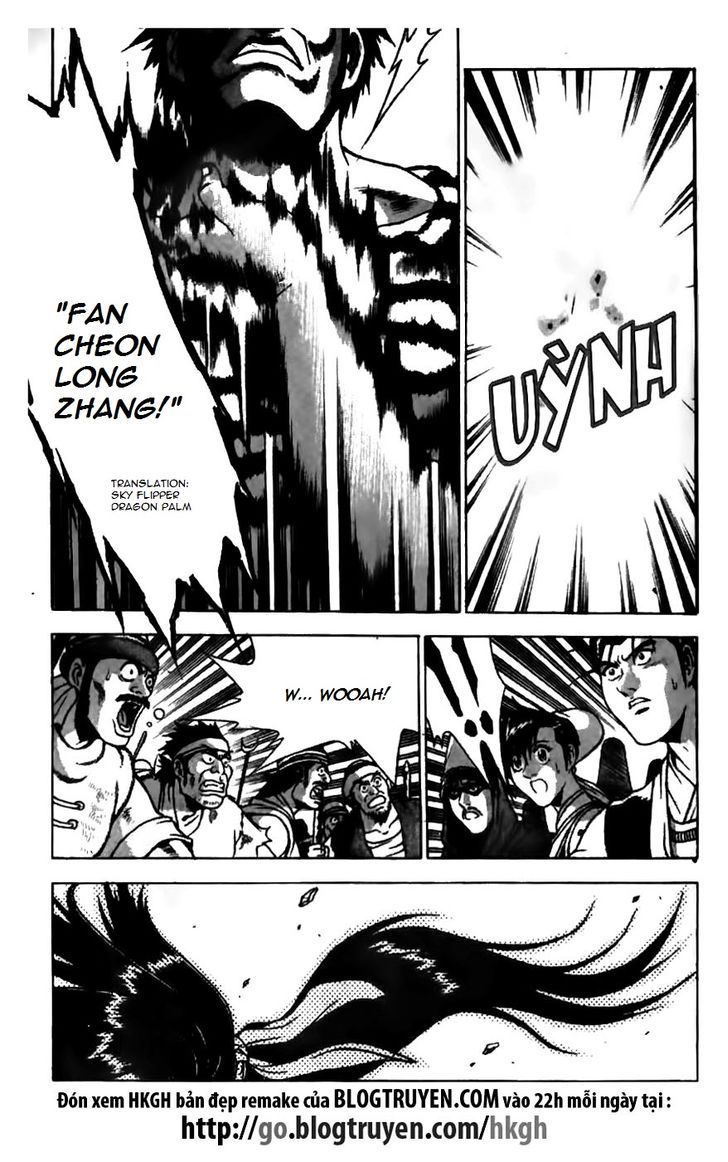 "FAN
CHEON
LONG
ZHANG!"
TRANSLATION:
SKY FLIPPER
DRAGON PALM
UỲNH
W... WOOAH!
!!
Đón xem HKGH bản đẹp remake của BLOGTRUYEN.COM vào 22h mỗi ngày tại :
http://go.blogtruyen.com/hkgh